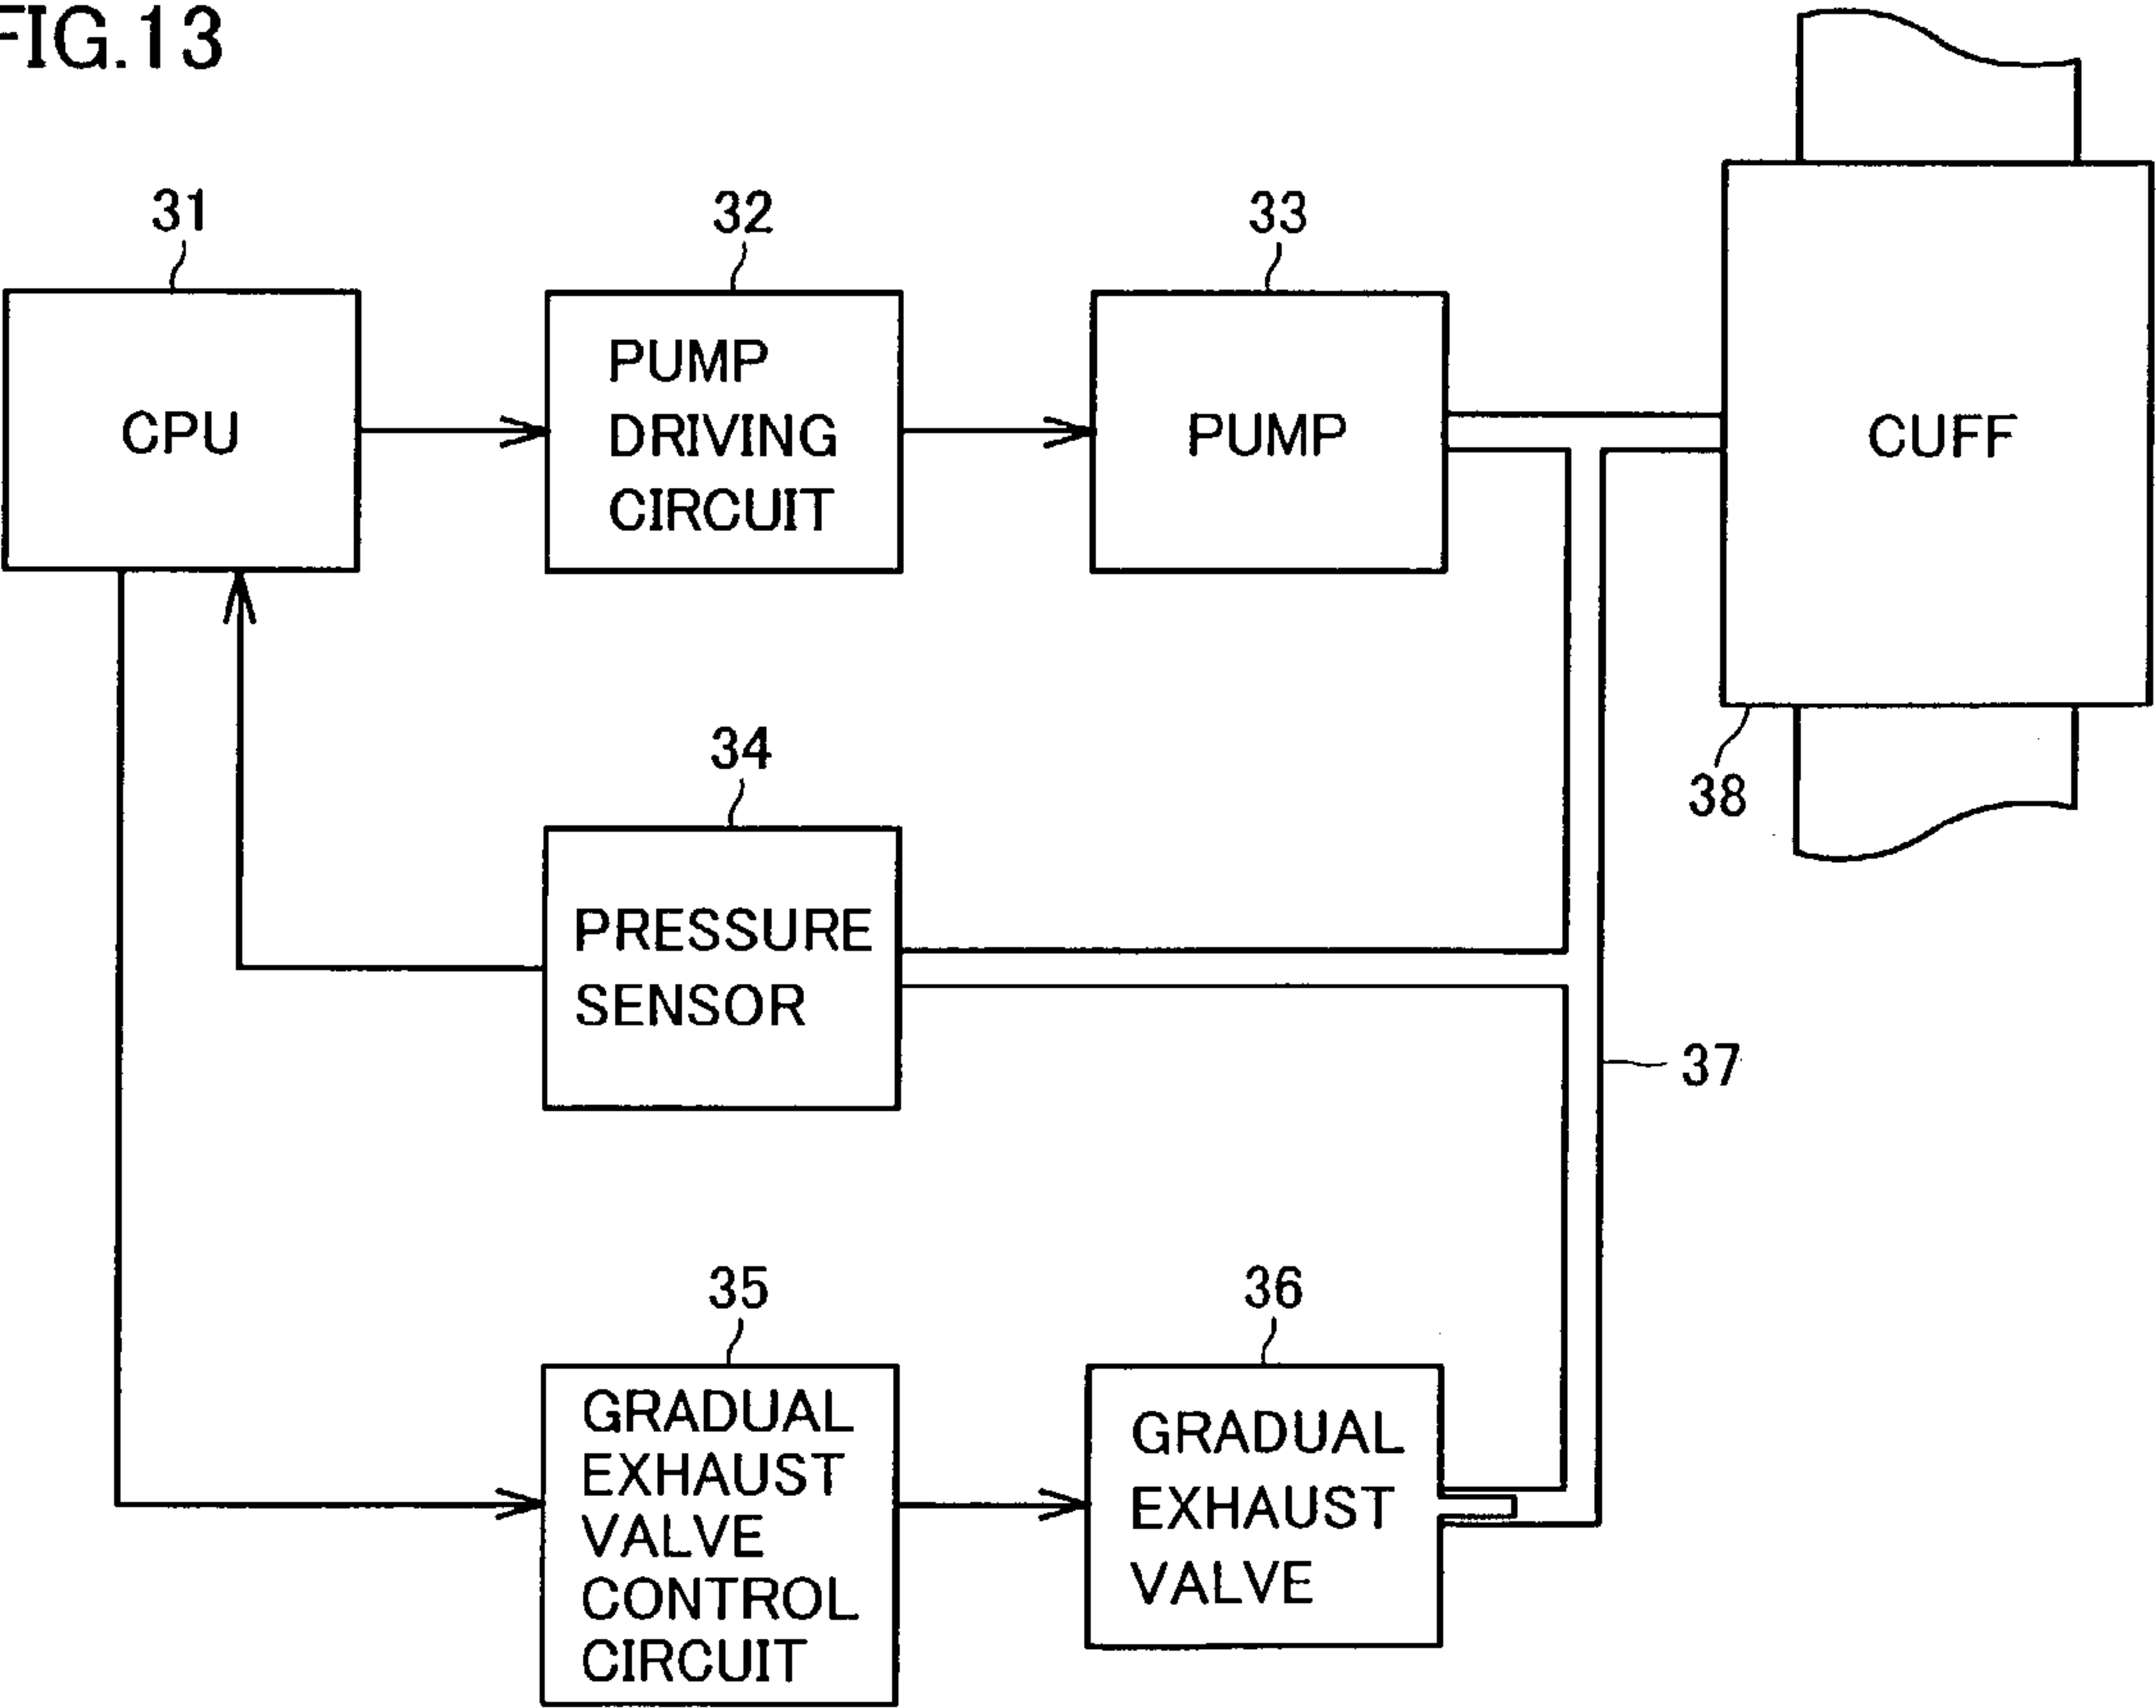 FIG.13
31
32
33
CPU
PUMP
DRIVING
CIRCUIT
PUMP
CUFF
38
34
PRESSURE
SENSOR
37
35
36
GRADUAL
EXHAUST
VALVE
CONTROL
CIRCUIT
GRADUAL
EXHAUST
VALVE